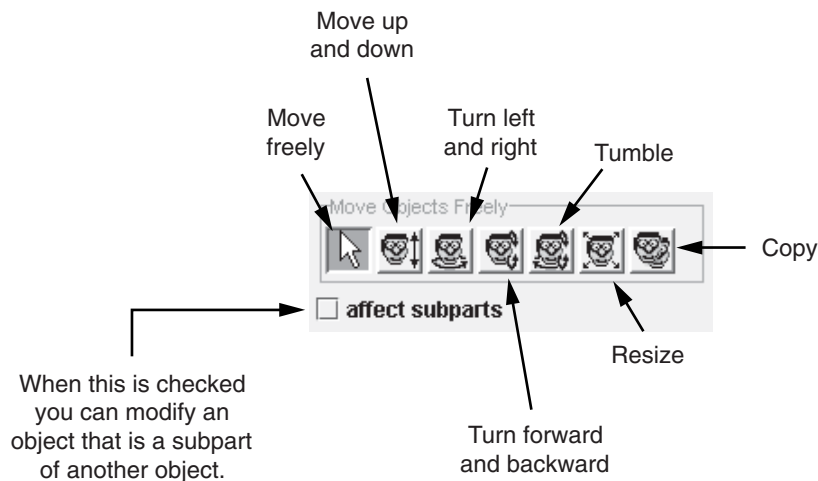 Move up
and down
Move
freely
Turn left
and right
Tumble
Move Objects Freely
Copy
affect subparts
Resize
When this is checked
you can modify an
object that is a subpart
of another object.
Turn forward
and backward